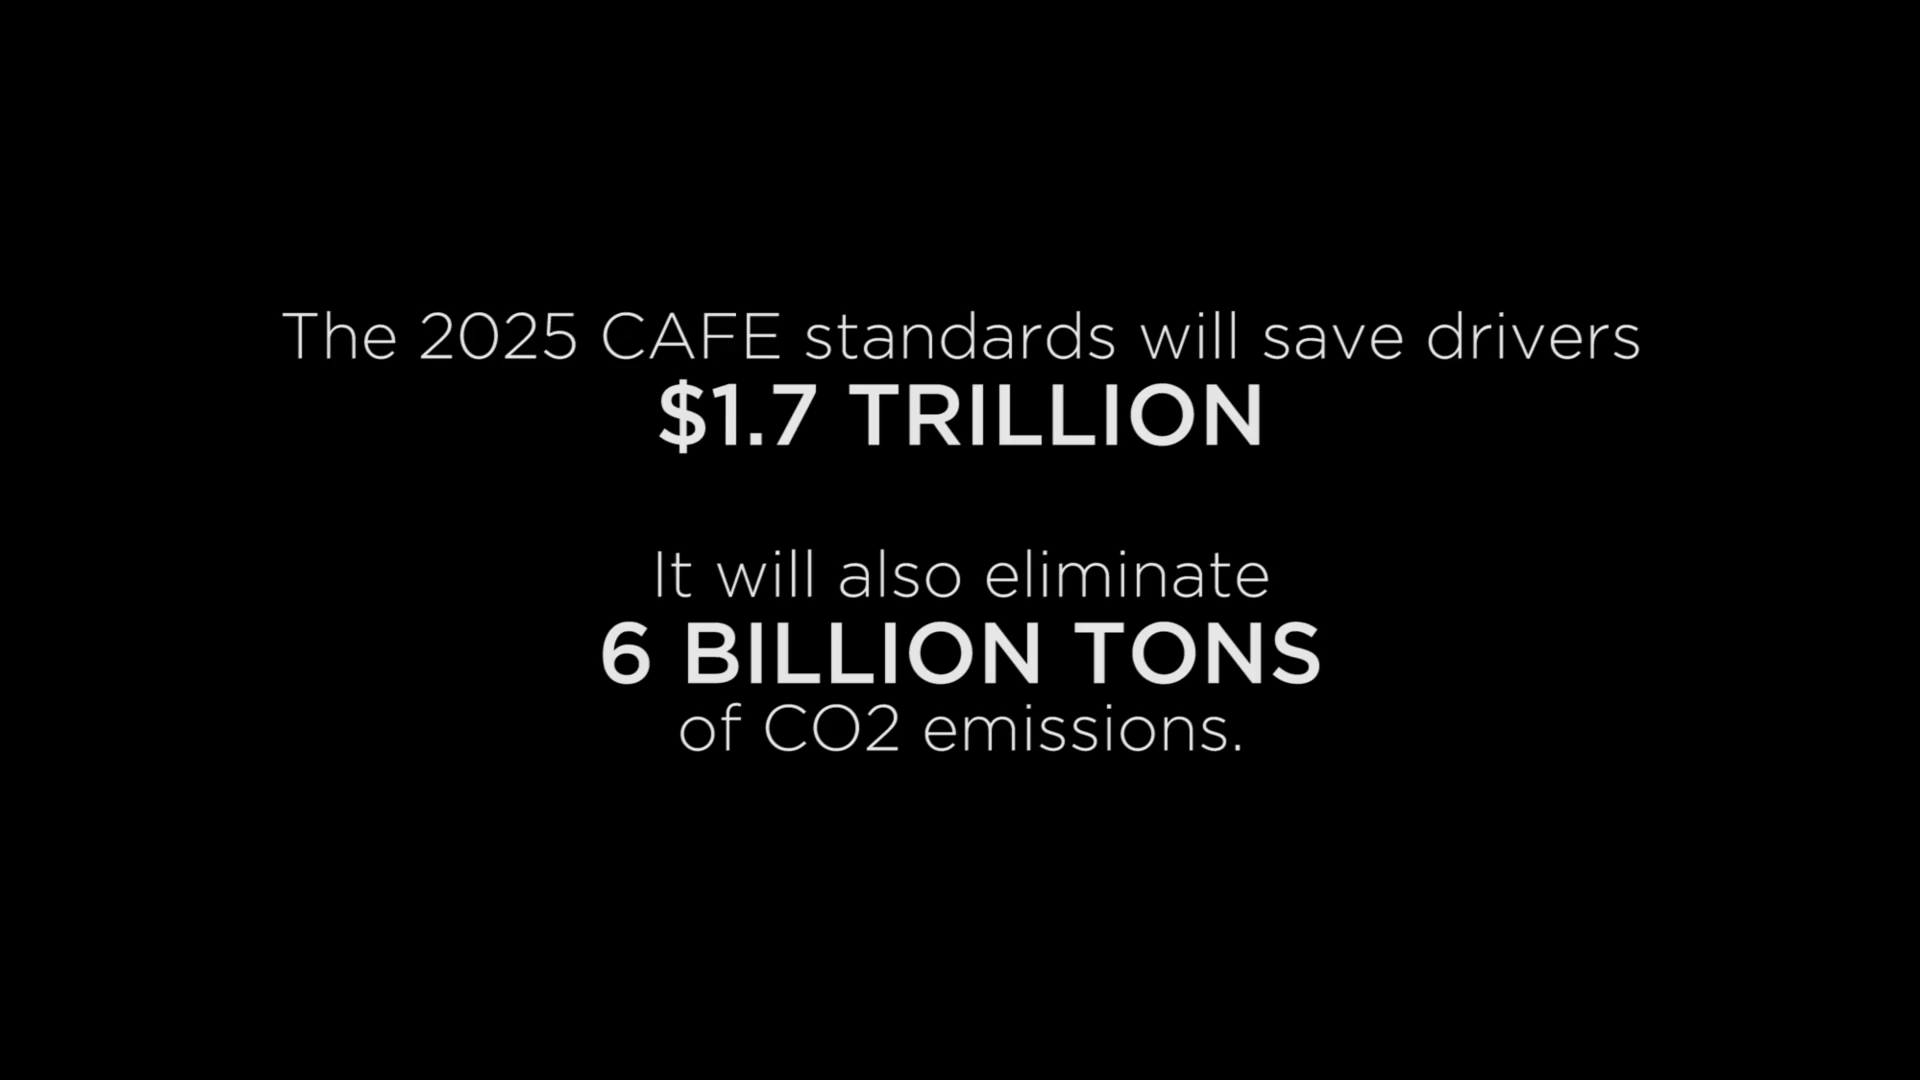 The 2025 CAFE standards will save drivers
$1.7 TRILLION
It will also eliminate
6 BILLION TONS
of CO2 emissions.